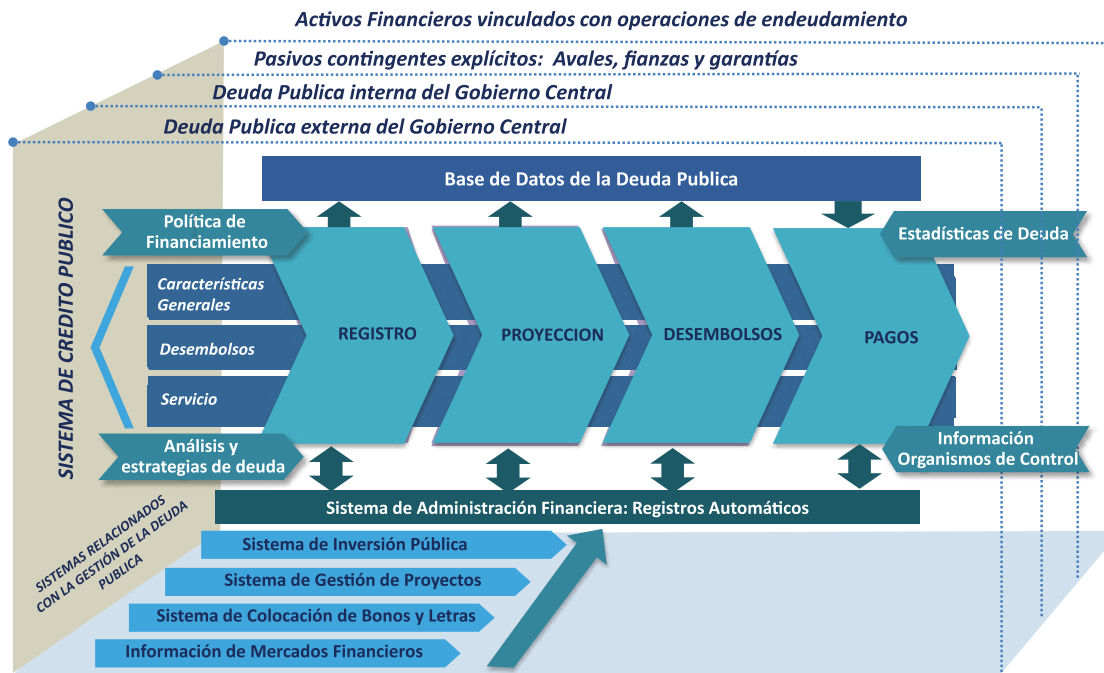 Activos Financieros vinculados con operaciones de endeudamiento
Pasivos contingentes explícitos: Avales, fianzas y garantías
Deuda Publica interna del Gobierno Central
Deuda Publica externa del Gobierno Central
Base de Datos de la Deuda Publica
SISTEMA DE CREDITO PUBLICO
Política de
Financiamiento
Estadísticas de Deuda
Características
Generales
Desembolsos
Servicio
REGISTRO
PROYECCION
DESEMBOLSOS
PAGOS
Análisis y
estrategias de deuda
Información
Organismos de Control
Sistema de Administración Financiera: Registros Automáticos
SISTEMAS RELACIONADOS
CON LA GESTIÓN DE LA DEUDA
PUBLICA
Sistema de Inversión Pública
Sistema de Gestión de Proyectos
Sistema de Colocación de Bonos y Letras
Información de Mercados Financieros